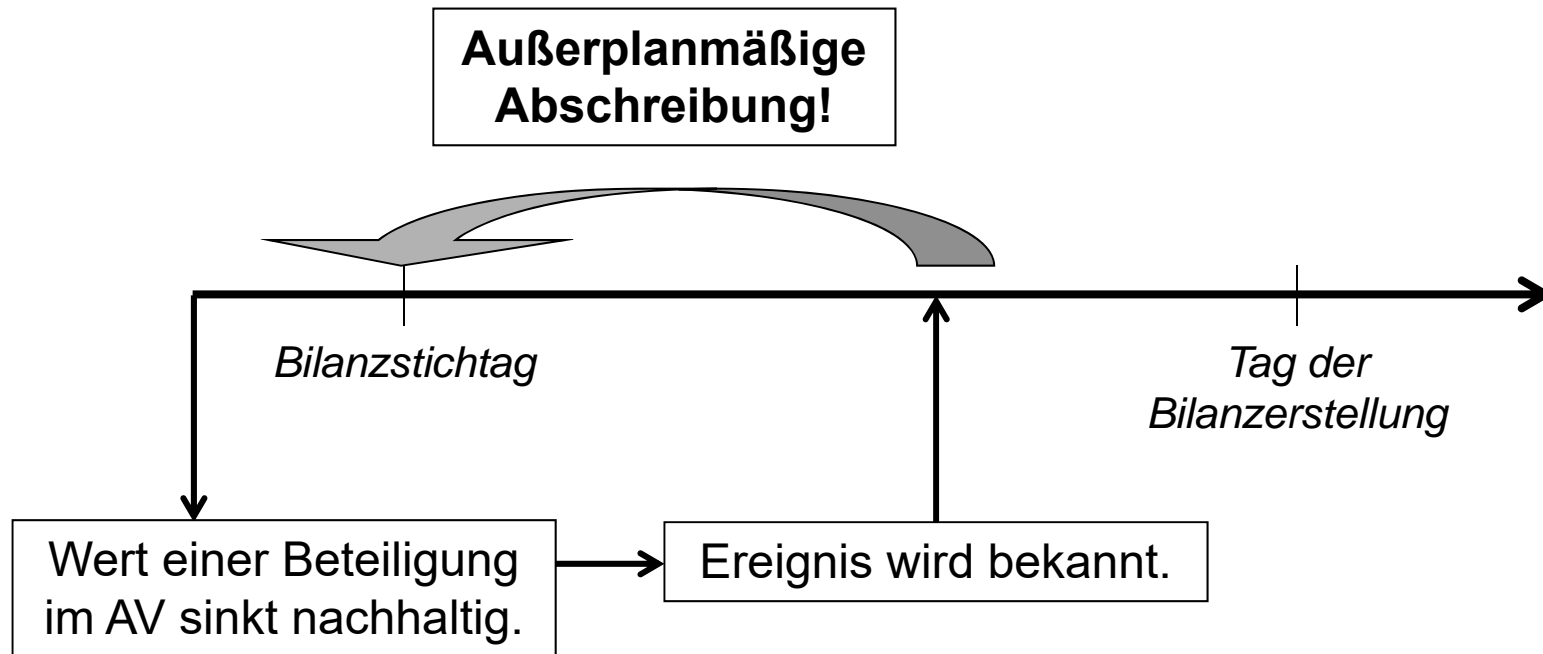 Außerplanmäßige
Abschreibung!
Bilanzstichtag
Tag der
Bilanzerstellung
Wert einer Beteiligung
im AV sinkt nachhaltig.
Ereignis wird bekannt.